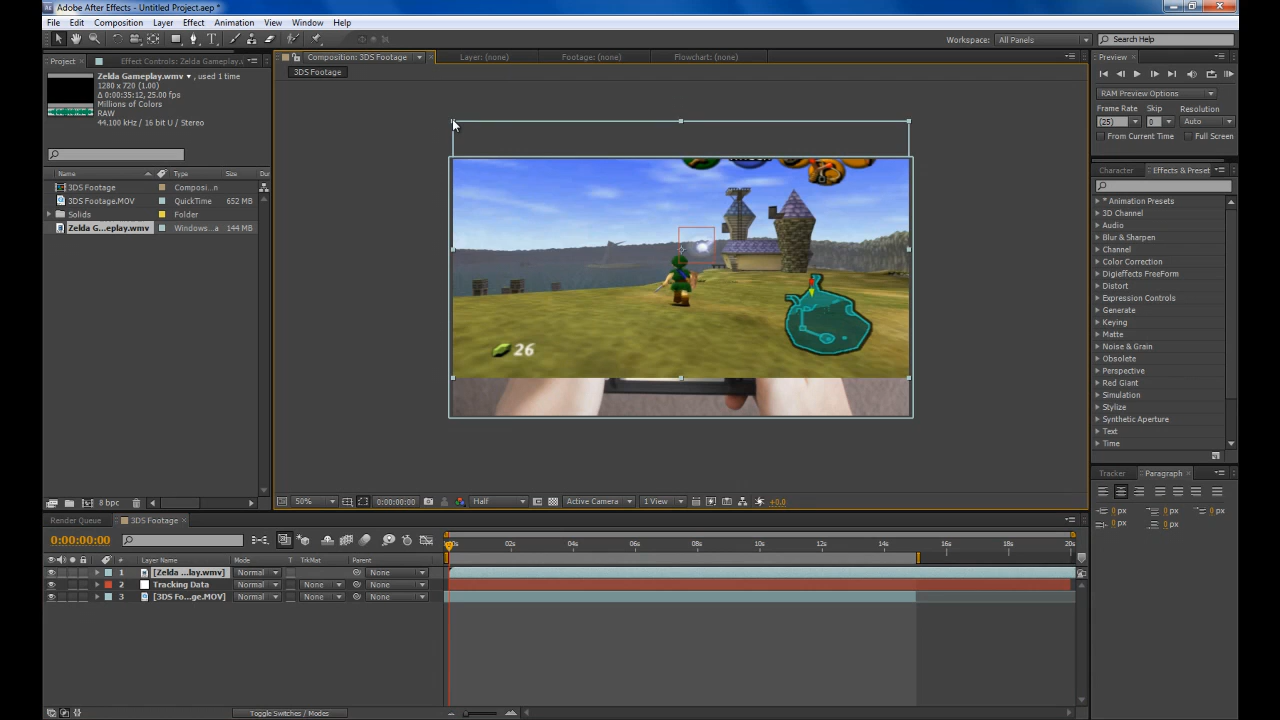 Adobe After Effects - Untitled Project.aep *
File Edit Composition Layer Effect Animation View Window Help
Workspace: All Panels Search Help
Project Effect Controls: Zelda Gameplay.w
Composition: 3DS Footage Layer: (none) Footage: (none) Flowchart: (none)
Preview
3DS Footage
Zelda Gameplay.wmv , used 1 time
1280 x 720 (1.00)
Δ 0:00:35:12, 25.00 fps
Millions of Colors
RAW
44.100 kHz / 16 bit U / Stereo
RAM Preview Options
Frame Rate Skip Resolution
(25) 0 Auto
From Current Time Full Screen
Name Type Size Du
3DS Footage Composi...n
3DS Footage.MOV QuickTime 652 MB
Solids Folder
Zelda G...eplay.wmv Windows...a 144 MB
Character Effects & Preset
* Animation Presets
3D Channel
Audio
Blur & Sharpen
Channel
Color Correction
Digieffects FreeForm
Distort
Expression Controls
Generate
Keying
Matte
Noise & Grain
Obsolete
Perspective
Red Giant
Simulation
Stylize
Synthetic Aperture
Text
Time
26
8 bpc
50% 0:00:00:00 Half Active Camera 1 View +0.0
Tracker Paragraph
0 px 0 px 0 px
0 px 0 px
Render Queue 3DS Footage
0:00:00:00
:00s 02s 04s 06s 08s 10s 12s 14s 16s 18s 20s
# Layer Name Mode T TrkMat Parent
1 [Zelda ...lay.wmv] Normal None
2 Tracking Data Normal None None
3 [3DS Fo...ge.MOV] Normal None None
Toggle Switches / Modes